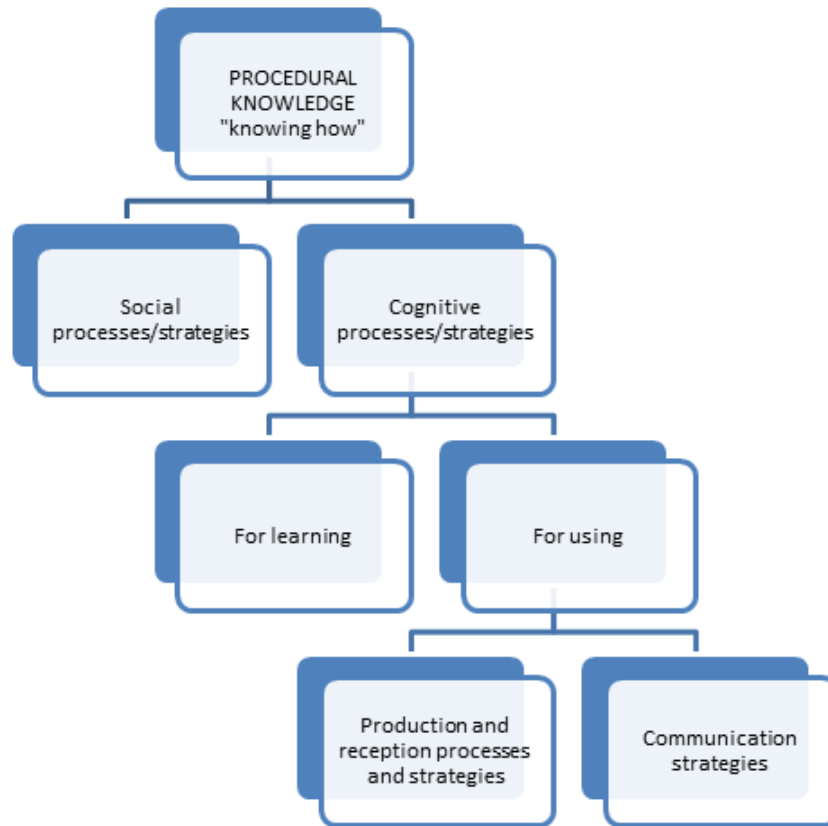 PROCEDURAL
KNOWLEDGE
"knowing how"
Social
processes/strategies
Cognitive
processes/strategies
For learning
For using
Production and
reception processes
and strategies
Communication
strategies